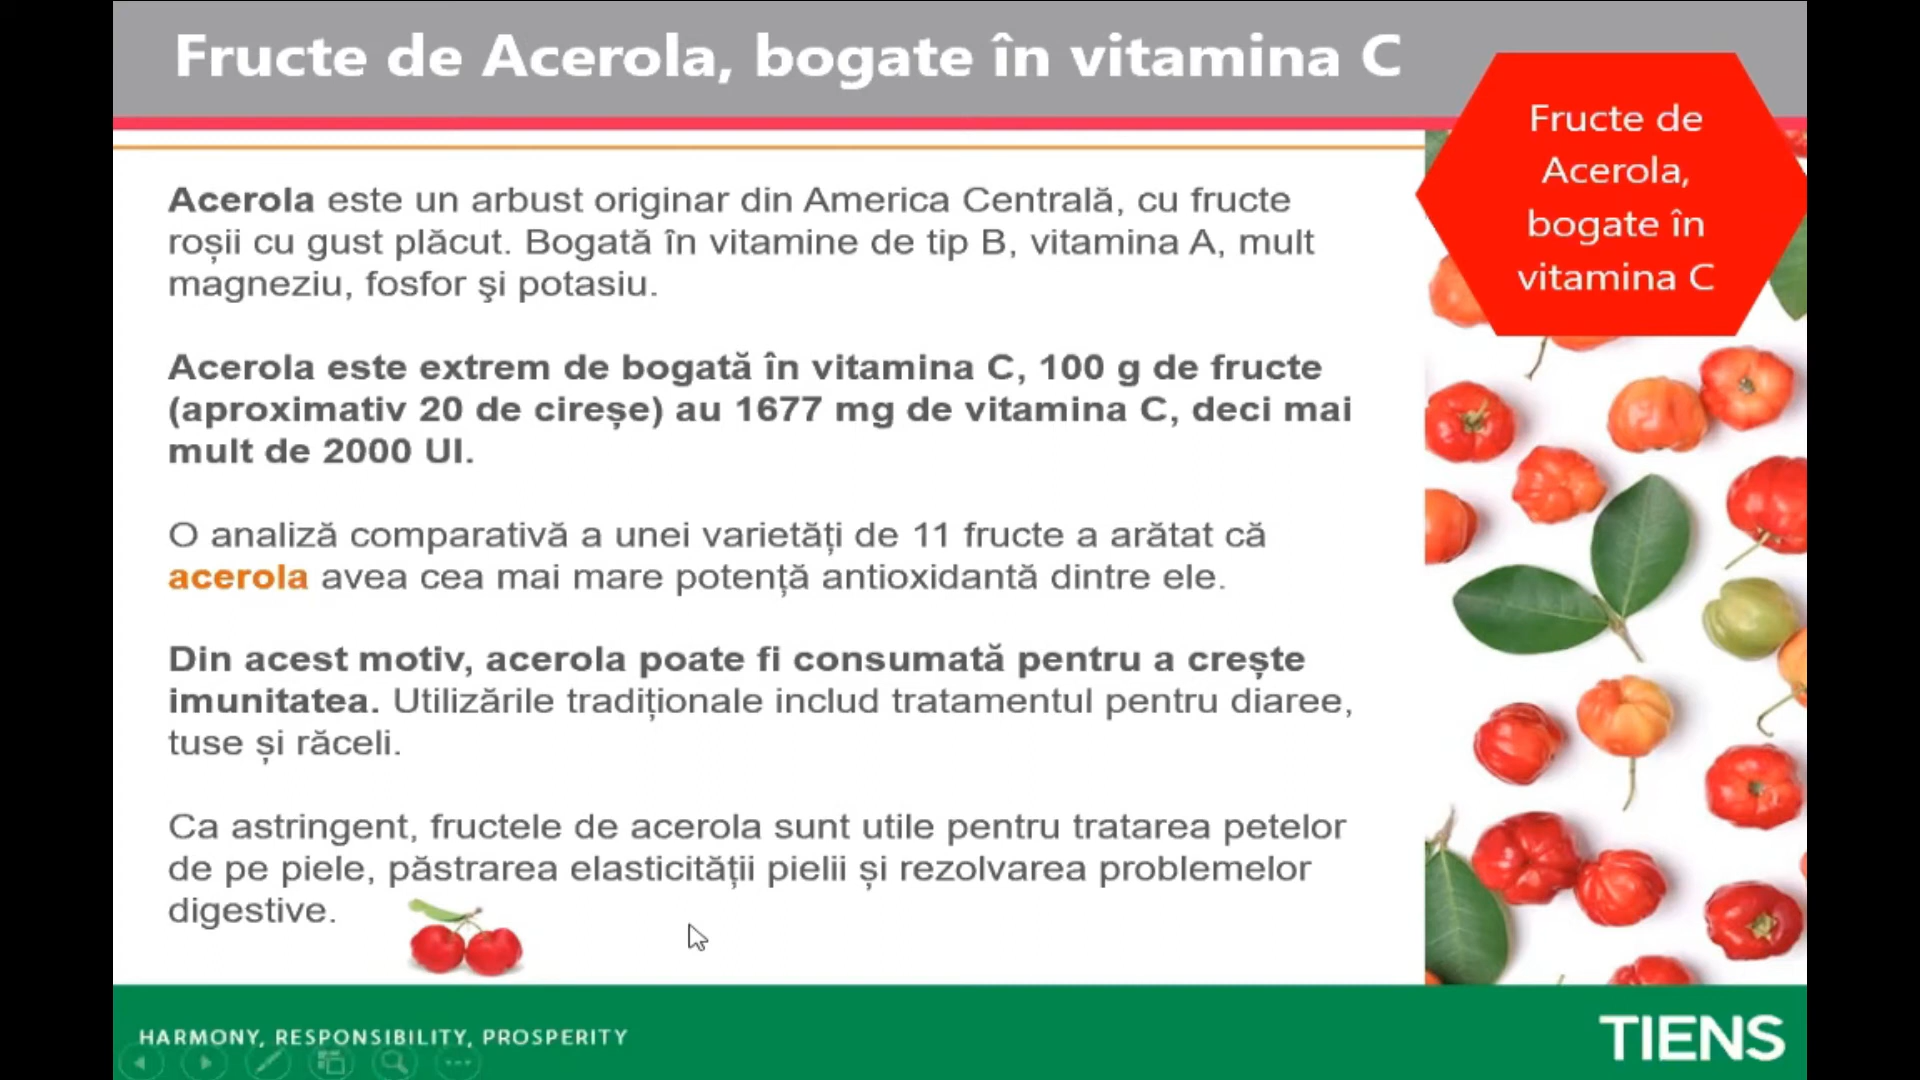 Fructe de Acerola, bogate în vitamina C
Fructe de
Acerola,
bogate în
vitamina C
Acerola este un arbust originar din America Centrală, cu fructe
roșii cu gust plăcut. Bogată în vitamine de tip B, vitamina A, mult
magneziu, fosfor şi potasiu.
Acerola este extrem de bogată în vitamina C, 100 g de fructe
(aproximativ 20 de cireșe) au 1677 mg de vitamina C, deci mai
mult de 2000 UI.
O analiză comparativă a unei varietăți de 11 fructe a arătat că
acerola avea cea mai mare potență antioxidantă dintre ele.
Din acest motiv, acerola poate fi consumată pentru a crește
imunitatea. Utilizările tradiționale includ tratamentul pentru diaree,
tuse și răceli.
Ca astringent, fructele de acerola sunt utile pentru tratarea petelor
de pe piele, păstrarea elasticității pielii și rezolvarea problemelor
digestive.
HARMONY, RESPONSIBILITY, PROSPERITY
TIENS